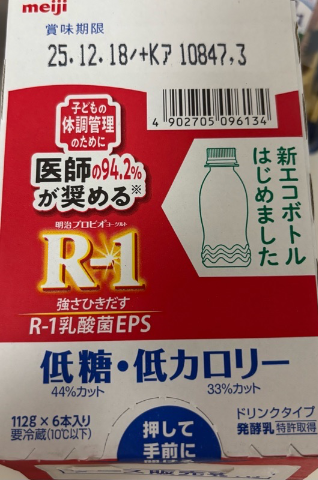 meiji
賞味期限
25.12.18/+Kア 10847,3
4 902705 096134
子どもの
体調管理
のために
医師の94.2%
が奨める※
新エコボトル
はじめました
明治プロビオヨーグルト
R-1
強さひきだす
R-1乳酸菌EPS
低糖・低カロリー
44%カット 33%カット
112g×6本入り
要冷蔵(10℃以下)
押して
手前に
ドリンクタイプ
発酵乳 特許取得